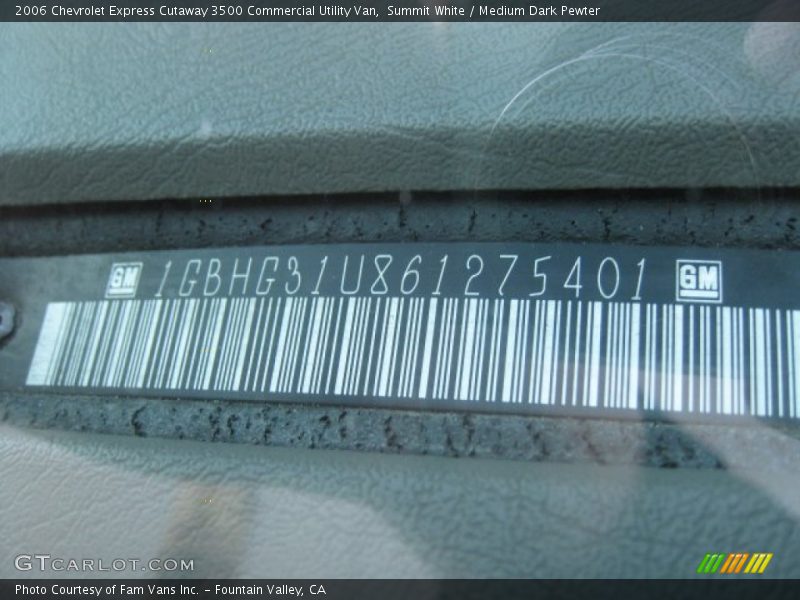 2006 Chevrolet Express Cutaway 3500 Commercial Utility Van, Summit White / Medium Dark Pewter
GM 1GBHG31U861275401 GM
GTCARLOT.COM
Photo Courtesy of Fam Vans Inc. - Fountain Valley, CA